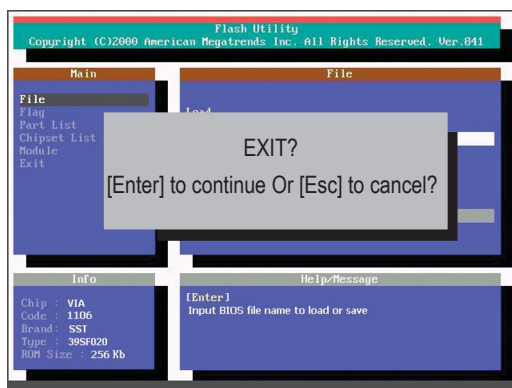 Flash Utility
Copyright (C)2000 American Megatrends Inc. All Rights Reserved. Ver.841
Main
File
Flag
Part List
Chipset List
Module
Exit
File
Load
EXIT?
[Enter] to continue Or [Esc] to cancel?
Info
Chip : VIA
Code : 1106
Brand : SST
Type : 39SF020
ROM Size : 256 Kb
Help/Message
[Enter]
Input BIOS file name to load or save